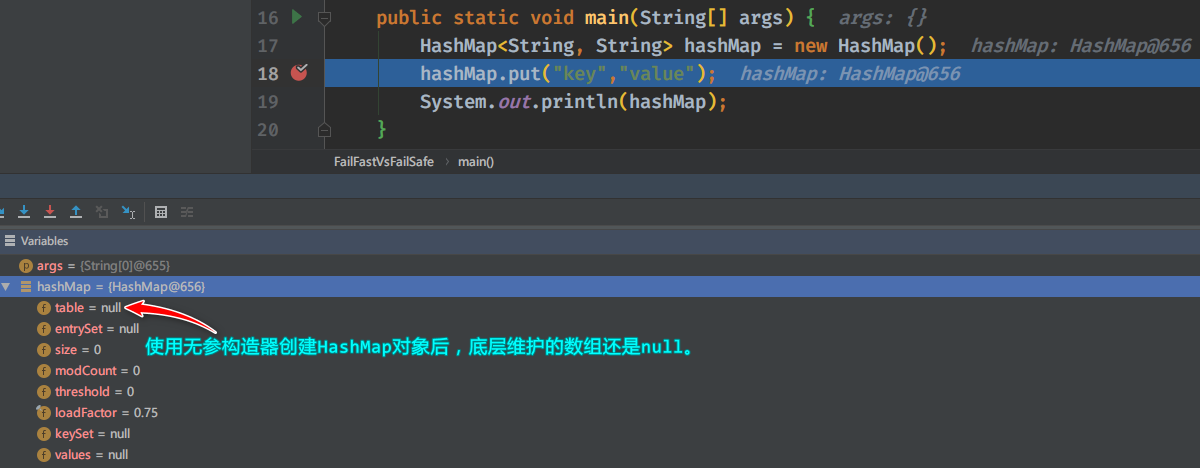 16 public static void main(String[] args) { args: {}
17 HashMap<String, String> hashMap = new HashMap(); hashMap: HashMap@656
18 hashMap.put("key","value"); hashMap: HashMap@656
19 System.out.println(hashMap);
20 }
FailFastVsFailSafe › main()
Variables
p args = {String[0]@655}
hashMap = {HashMap@656}
f table = null
f entrySet = null
f size = 0
使用无参构造器创建HashMap对象后，底层维护的数组还是null。
f modCount = 0
f threshold = 0
f loadFactor = 0.75
f keySet = null
f values = null